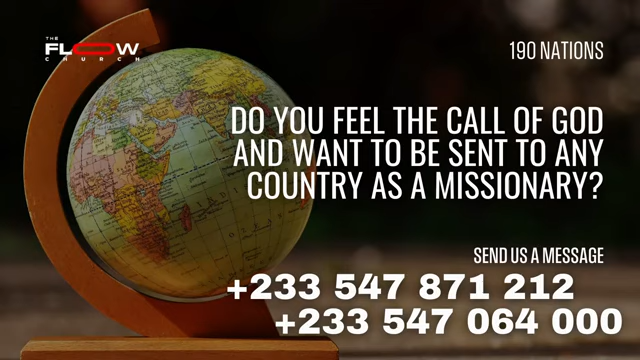 THE
FLOW
CHURCH
190 NATIONS
DO YOU FEEL THE CALL OF GOD
AND WANT TO BE SENT TO ANY
COUNTRY AS A MISSIONARY?
SEND US A MESSAGE
+233 547 871 212
+233 547 064 000